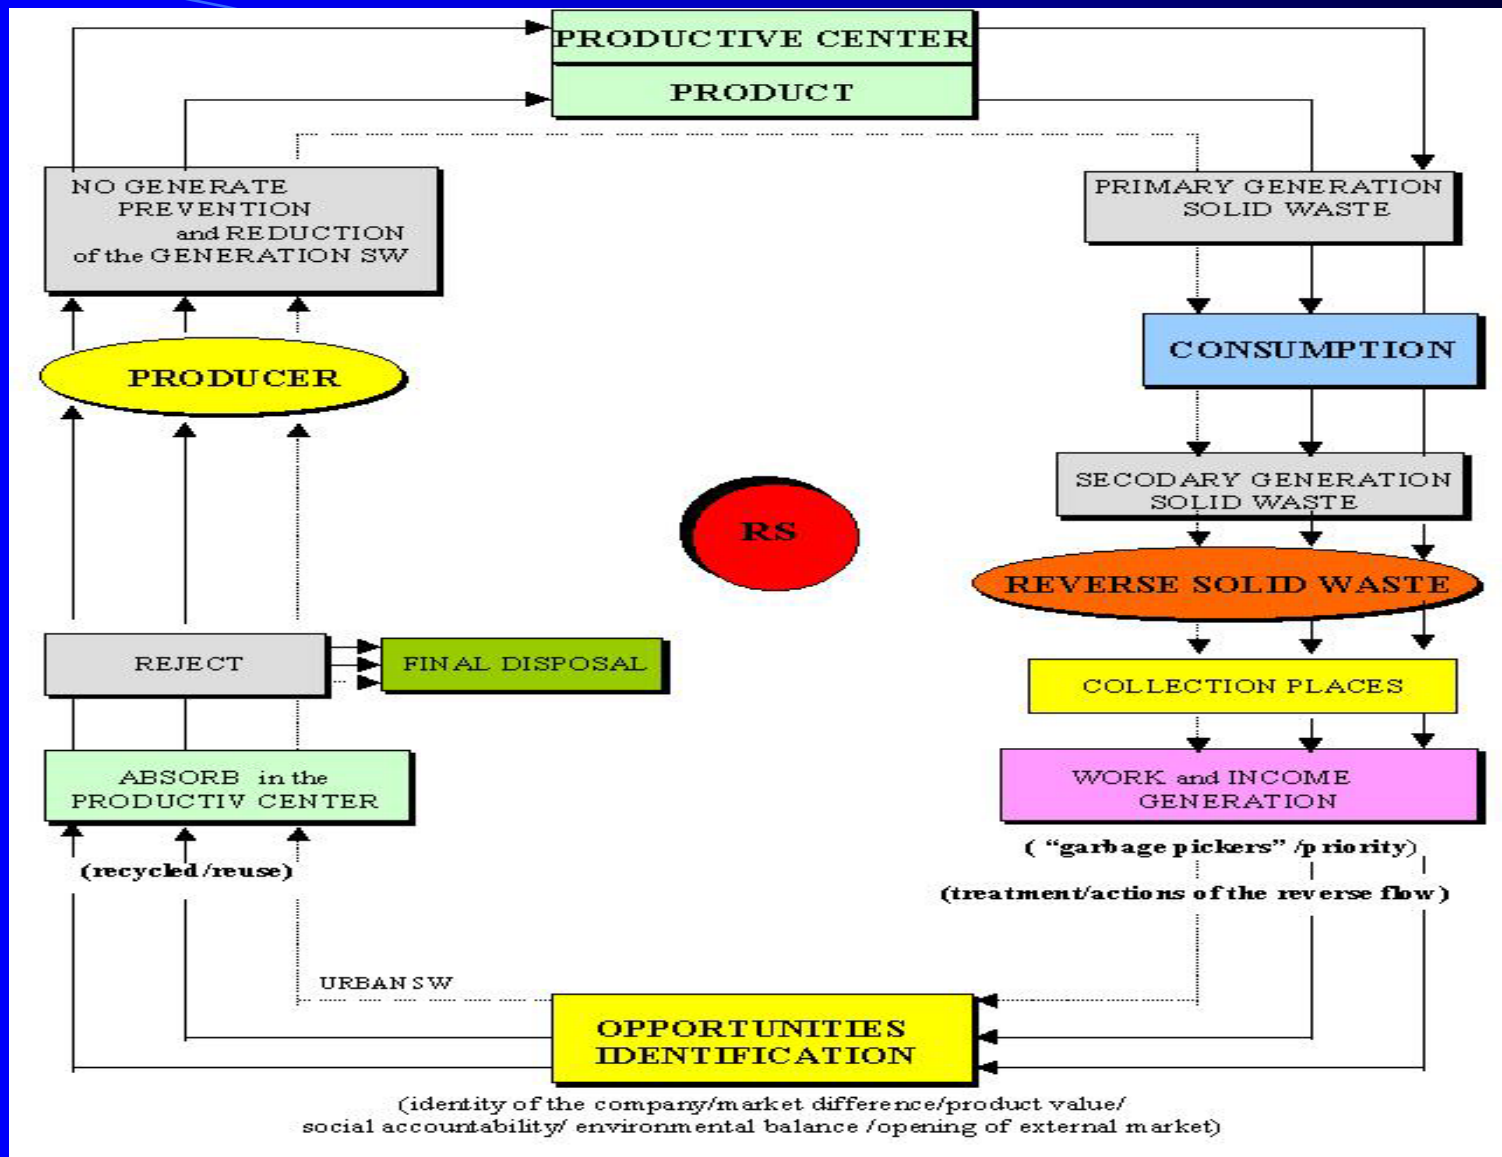 PRODUCTIVE CENTER
PRODUCT
NO GENERATE
PREVENTION
and REDUCTION
of the GENERATION SW
PRIMARY GENERATION
SOLID WASTE
CONSUMPTION
PRODUCER
SECODARY GENERATION
SOLID WASTE
RS
REVERSE SOLID WASTE
REJECT
FINAL DISPOSAL
COLLECTION PLACES
ABSORB in the
PRODUCTIV CENTER
WORK and INCOME
GENERATION
(recycled/reuse)
( “garbage pickers” /priority)
(treatment/actions of the reverse flow )
URBAN SW
OPPORTUNITIES
IDENTIFICATION
(identity of the company/market difference/product value/
social accountability/ environmental balance /opening of external market)